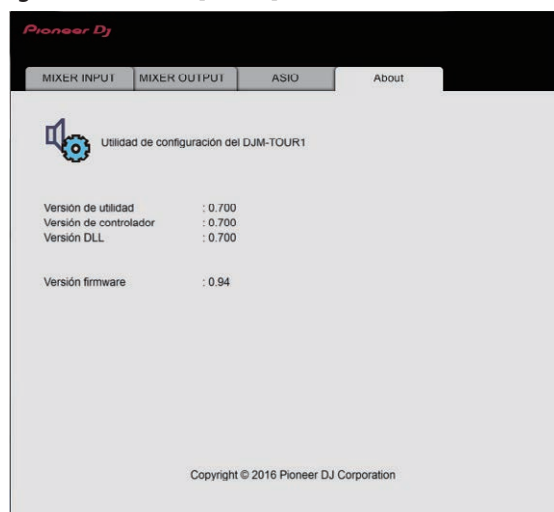 Pioneer Dj
MIXER INPUT MIXER OUTPUT ASIO About
Utilidad de configuración del DJM-TOUR1
Versión de utilidad : 0.700
Versión de controlador : 0.700
Versión DLL : 0.700
Versión firmware : 0.94
Copyright © 2016 Pioneer DJ Corporation